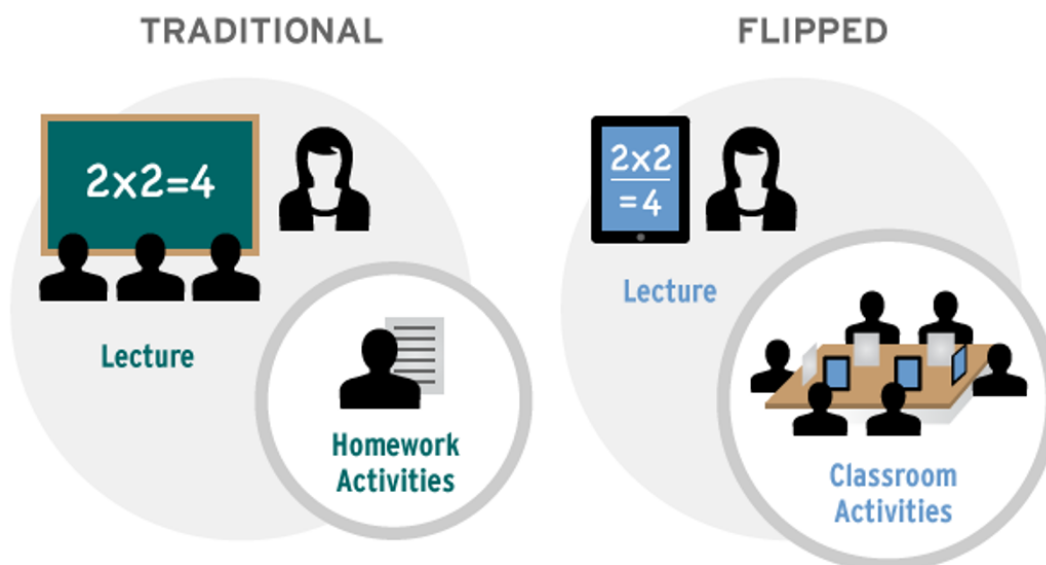 TRADITIONAL
2x2=4
Lecture
Homework
Activities
FLIPPED
2x2
=4
Lecture
Classroom
Activities